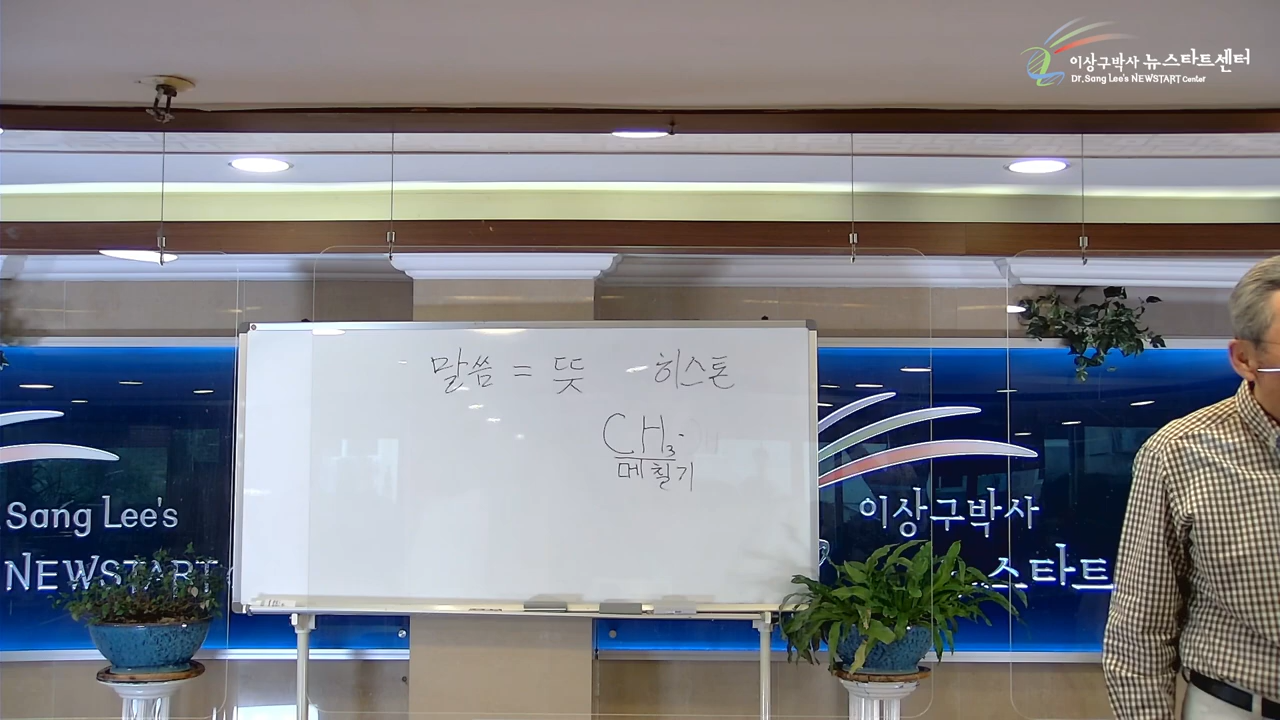 이상구박사 뉴스타트센터
Dr. Sang Lee's NEWSTART Center
말씀 = 뜻 히스톤
CH₃-
메칠기
Sang Lee's
NEWSTART
이상구박사
스타트